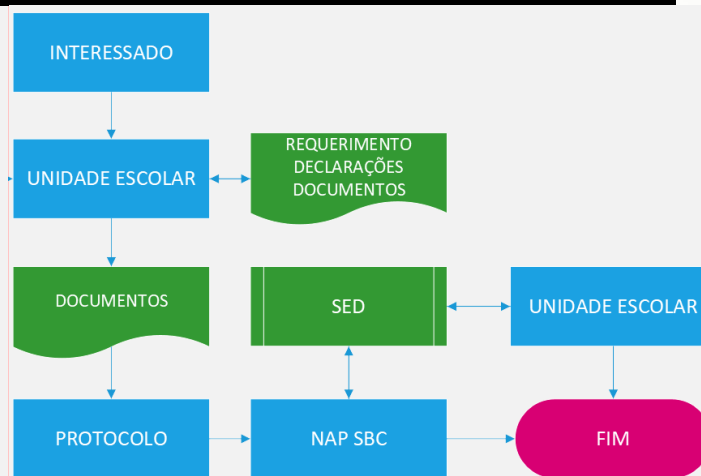 INTERESSADO
UNIDADE ESCOLAR
REQUERIMENTO
DECLARAÇÕES
DOCUMENTOS
DOCUMENTOS
SED
UNIDADE ESCOLAR
PROTOCOLO
NAP SBC
FIM